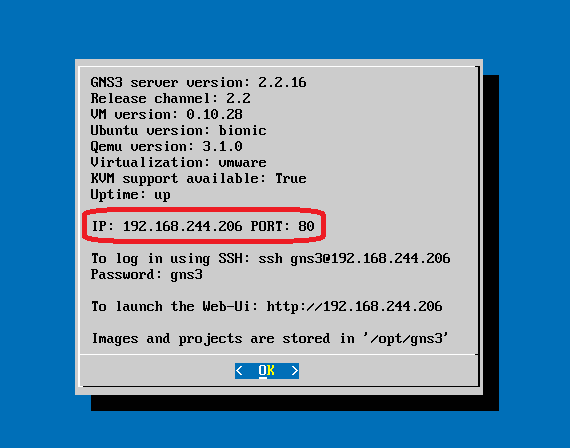 GNS3 server version: 2.2.16
Release channel: 2.2
VM version: 0.10.28
Ubuntu version: bionic
Qemu version: 3.1.0
Virtualization: vmware
KVM support available: True
Uptime: up
IP: 192.168.244.206 PORT: 80
To log in using SSH: ssh gns3@192.168.244.206
Password: gns3
To launch the Web-Ui: http://192.168.244.206
Images and projects are stored in '/opt/gns3'
< OK >